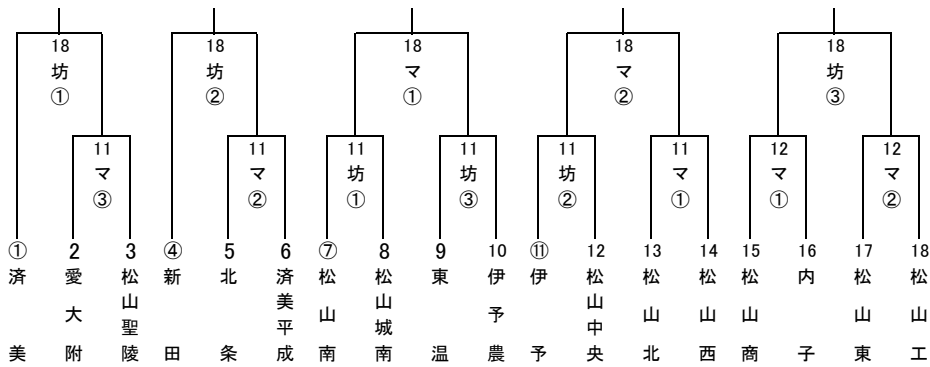 18 坊 ①
18 坊 ②
18 マ ①
18 マ ②
18 坊 ③
11 マ ③
11 マ ②
11 坊 ①
11 坊 ③
11 坊 ②
11 マ ①
12 マ ①
12 マ ②
① 済美
2 愛大附
3 松山聖陵
④ 新田
5 北条
6 済美平成
⑦ 松山南
8 松山城南
9 東温
10 伊予農
⑪ 伊予
12 松山中央
13 松山北
14 松山西
15 松山商
16 内子
17 松山東
18 松山工